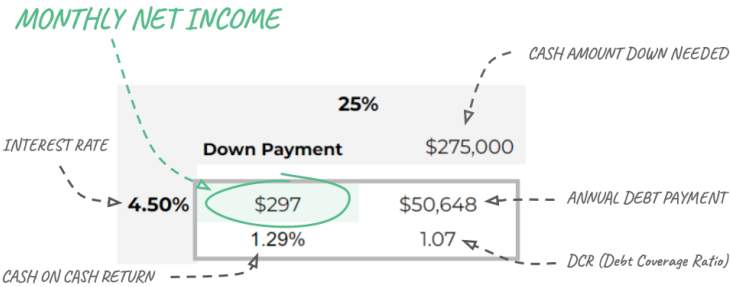 MONTHLY NET INCOME
CASH AMOUNT DOWN NEEDED
25%
INTEREST RATE
Down Payment $275,000
4.50% $297 $50,648
ANNUAL DEBT PAYMENT
1.29% 1.07
DCR (Debt Coverage Ratio)
CASH ON CASH RETURN